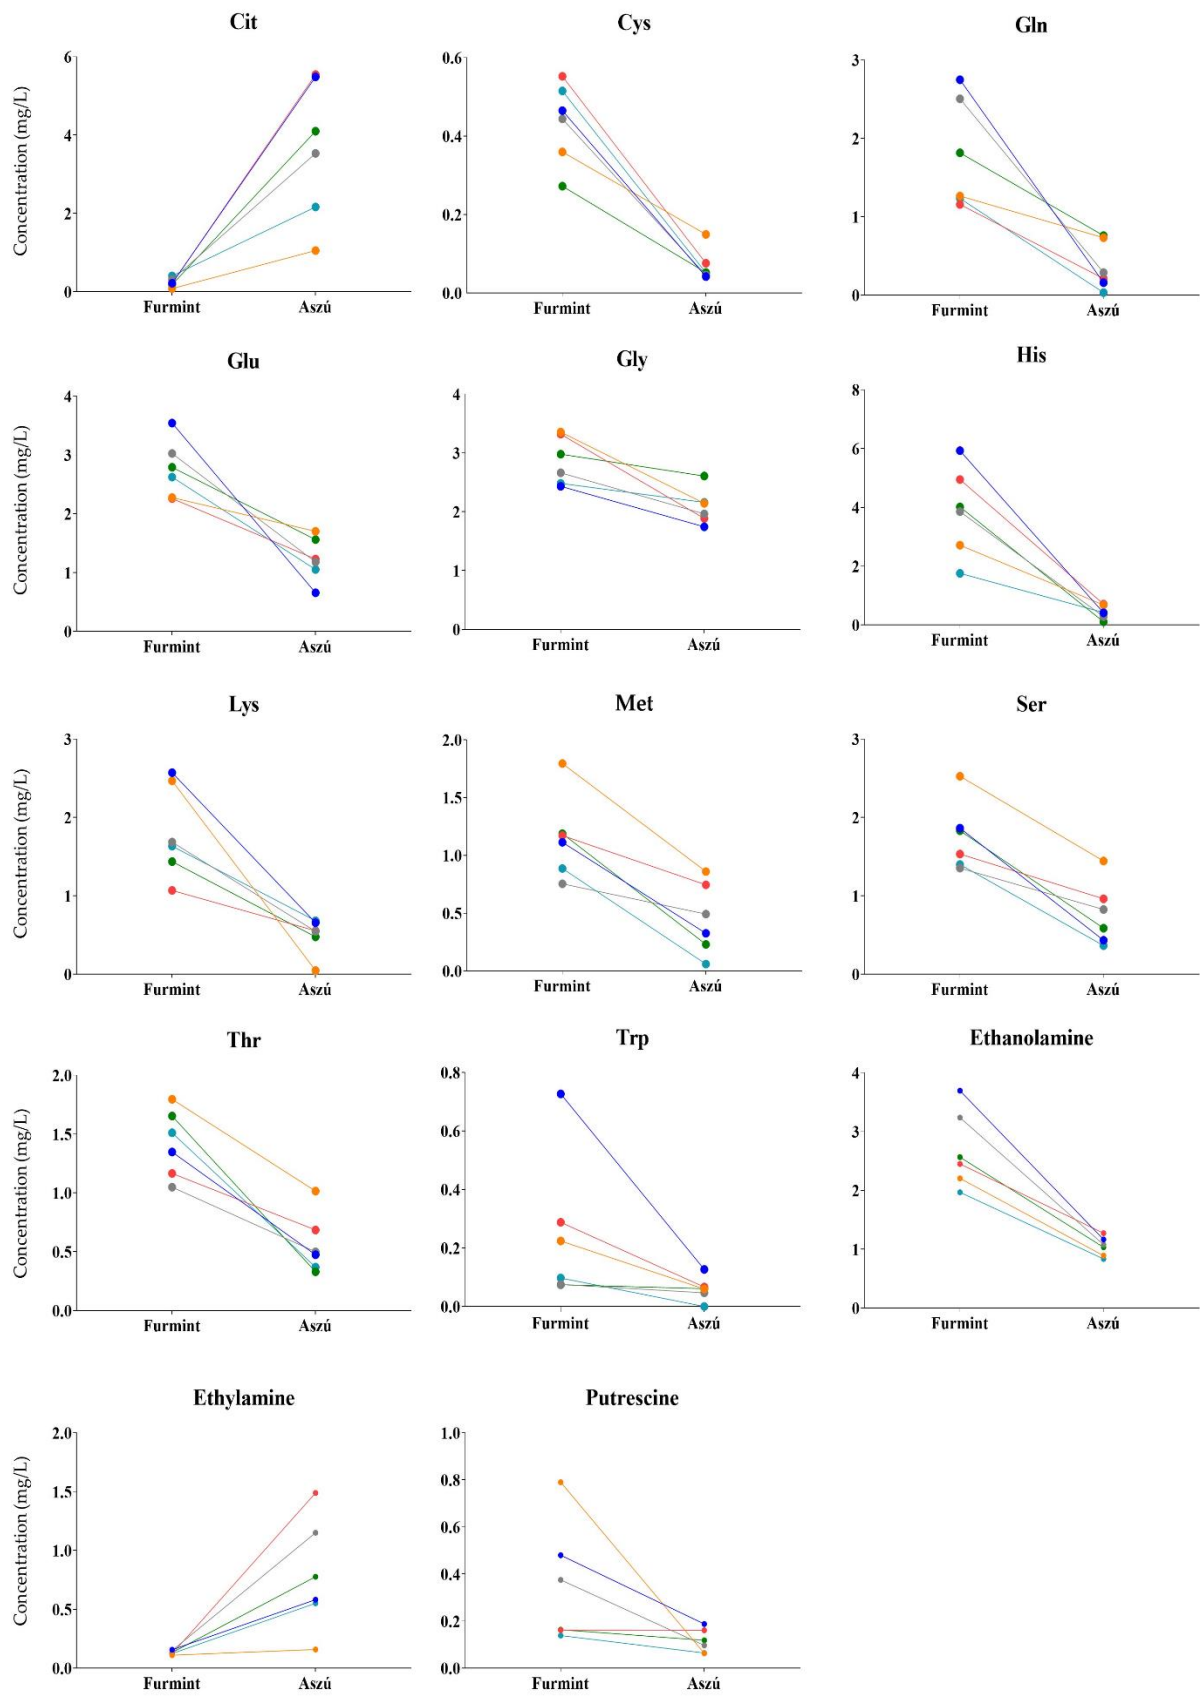 Cit
Cys
Gln
Concentration (mg/L)
6
4
2
0
Furmint
Aszú
0.6
0.4
0.2
0.0
Furmint
Aszú
3
2
1
0
Furmint
Aszú
Glu
Gly
His
Concentration (mg/L)
4
3
2
1
0
Furmint
Aszú
4
3
2
1
0
Furmint
Aszú
8
6
4
2
0
Furmint
Aszú
Lys
Met
Ser
Concentration (mg/L)
3
2
1
0
Furmint
Aszú
2.0
1.5
1.0
0.5
0.0
Furmint
Aszú
3
2
1
0
Furmint
Aszú
Thr
Trp
Ethanolamine
Concentration (mg/L)
2.0
1.5
1.0
0.5
0.0
Furmint
Aszú
0.8
0.6
0.4
0.2
0.0
Furmint
Aszú
4
3
2
1
0
Furmint
Aszú
Ethylamine
Putrescine
Concentration (mg/L)
2.0
1.5
1.0
0.5
0.0
Furmint
Aszú
1.0
0.8
0.6
0.4
0.2
0.0
Furmint
Aszú